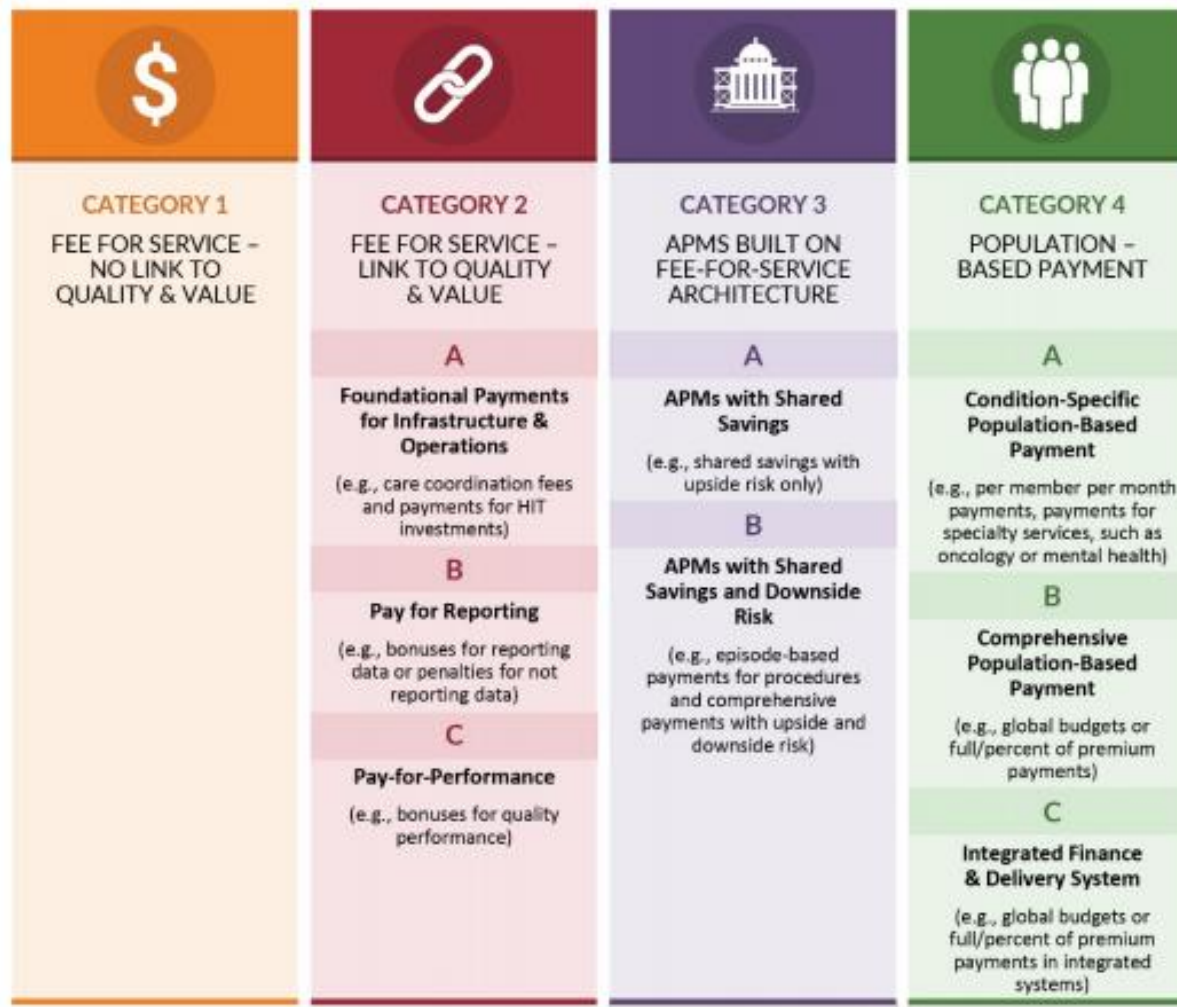 $
CATEGORY 1
FEE FOR SERVICE –
NO LINK TO
QUALITY & VALUE
CATEGORY 2
FEE FOR SERVICE –
LINK TO QUALITY
& VALUE
A
Foundational Payments
for Infrastructure &
Operations
(e.g., care coordination fees
and payments for HIT
investments)
B
Pay for Reporting
(e.g., bonuses for reporting
data or penalties for not
reporting data)
C
Pay-for-Performance
(e.g., bonuses for quality
performance)
CATEGORY 3
APMS BUILT ON
FEE-FOR-SERVICE
ARCHITECTURE
A
APMs with Shared
Savings
(e.g., shared savings with
upside risk only)
B
APMs with Shared
Savings and Downside
Risk
(e.g., episode-based
payments for procedures
and comprehensive
payments with upside and
downside risk)
CATEGORY 4
POPULATION –
BASED PAYMENT
A
Condition-Specific
Population-Based
Payment
(e.g., per member per month
payments, payments for
specialty services, such as
oncology or mental health)
B
Comprehensive
Population-Based
Payment
(e.g., global budgets or
full/percent of premium
payments)
C
Integrated Finance
& Delivery System
(e.g., global budgets or
full/percent of premium
payments in integrated
systems)